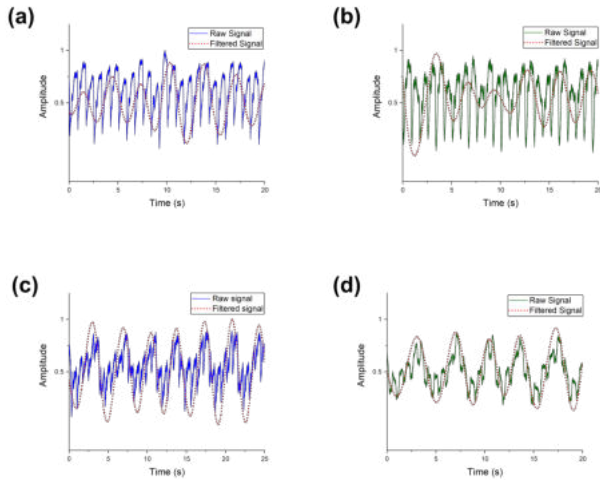 (a)
Raw Signal
Filtered Signal
1
0.5
Amplitude
0
5
10
15
20
Time (s)
(b)
Raw Signal
Filtered Signal
1
0.5
Amplitude
0
5
10
15
20
Time (s)
(c)
Raw signal
Filtered signal
1
0.5
Amplitude
0
5
10
15
20
25
Time (s)
(d)
Raw Signal
Filtered Signal
1
0.5
Amplitude
0
5
10
15
20
Time (s)